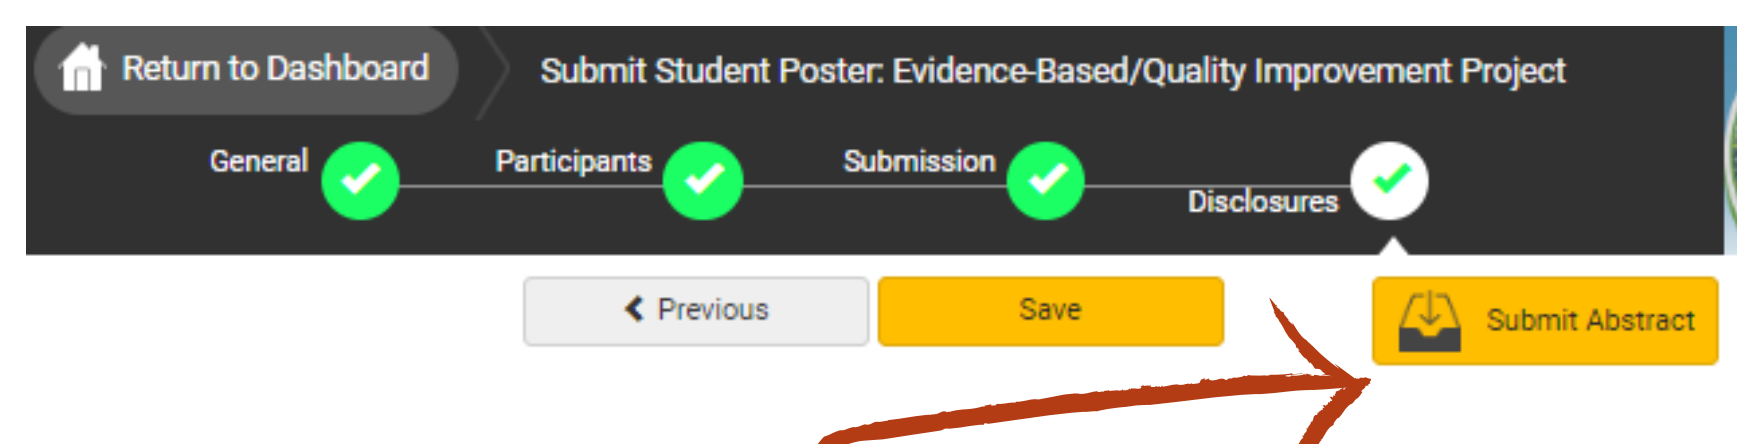 Return to Dashboard
Submit Student Poster: Evidence-Based/Quality Improvement Project
General
Participants
Submission
Disclosures
Previous
Save
Submit Abstract